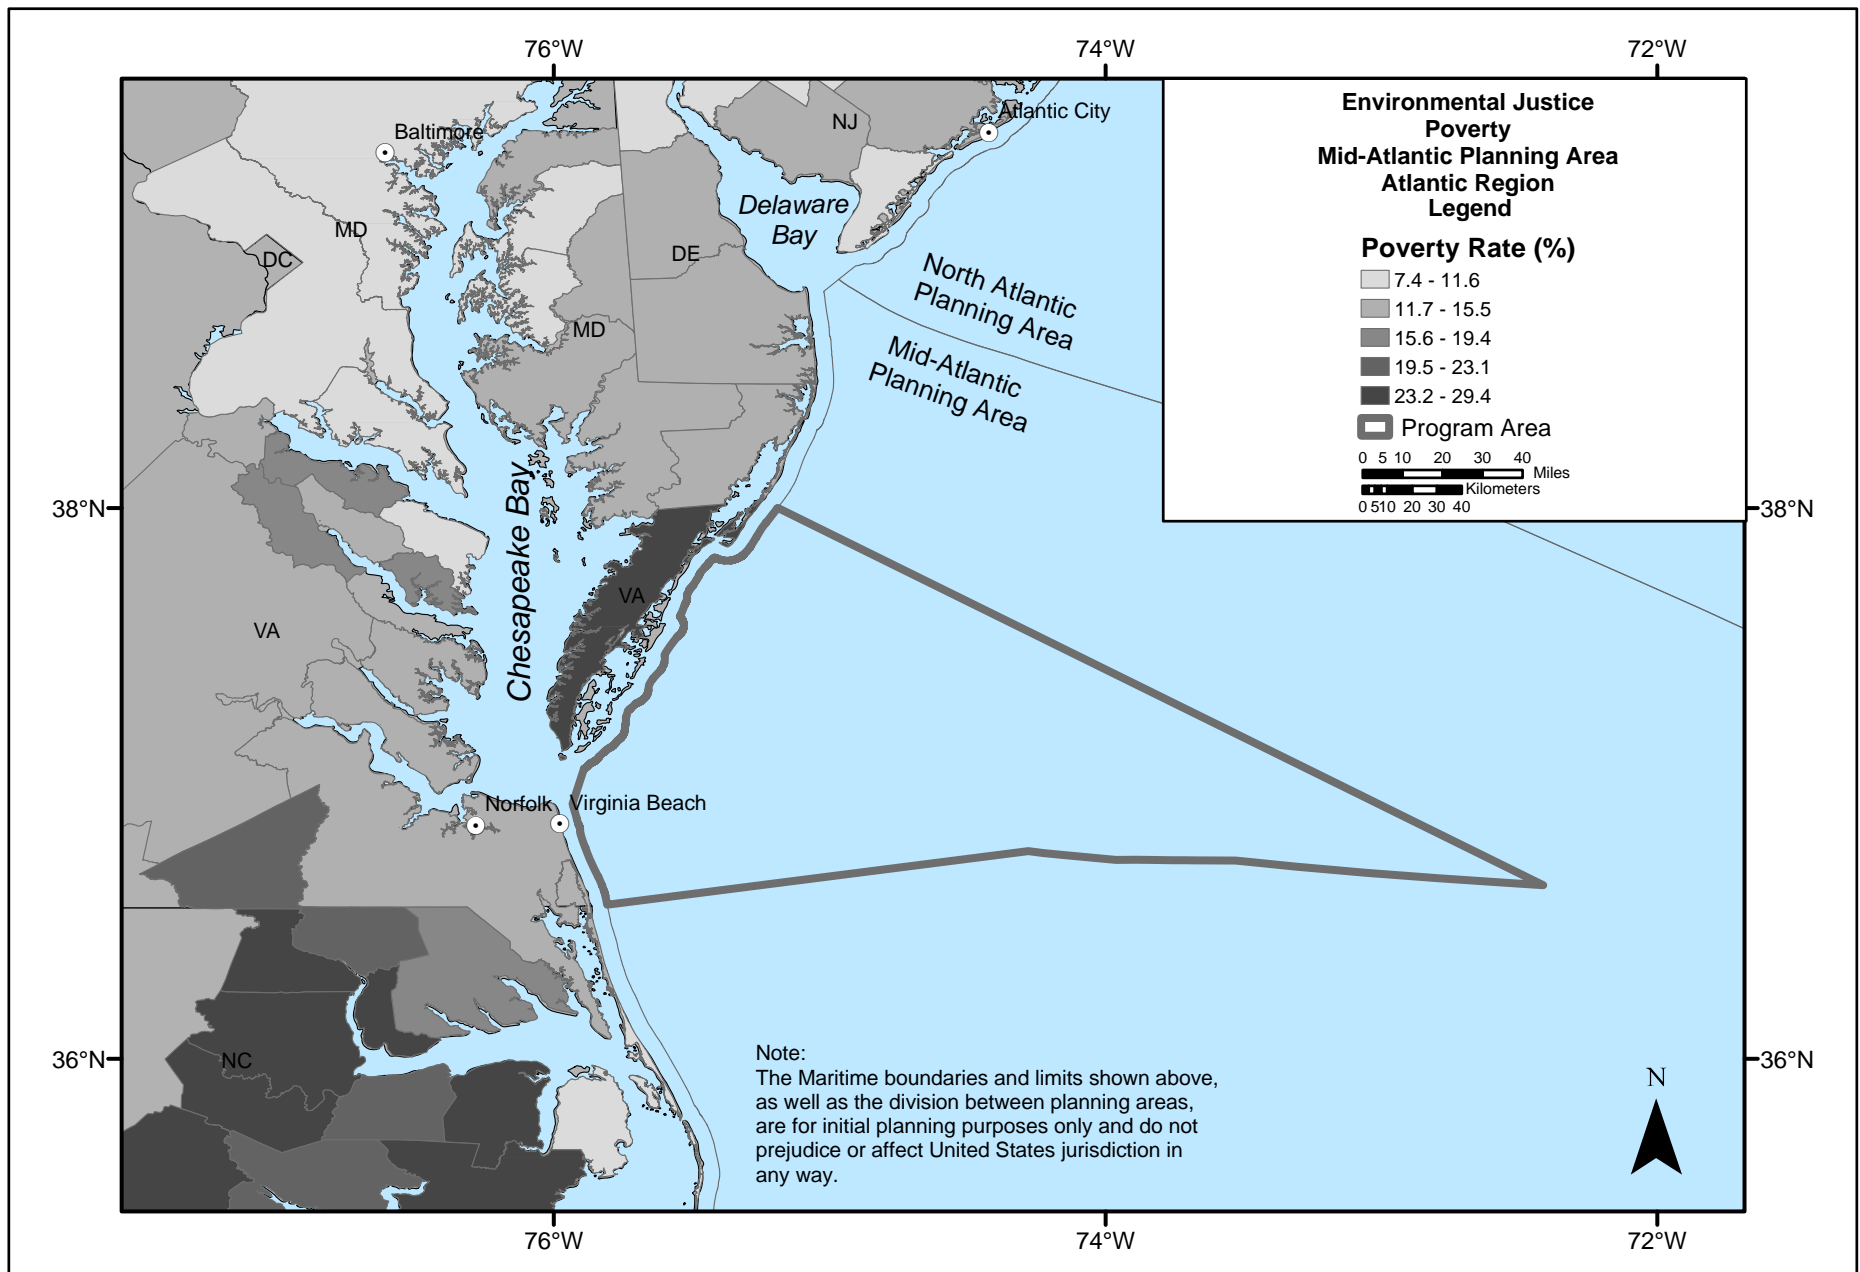 76°W
74°W
72°W
Environmental Justice
Poverty
Mid-Atlantic Planning Area
Atlantic Region
Legend
Poverty Rate (%)
7.4 - 11.6
11.7 - 15.5
15.6 - 19.4
19.5 - 23.1
23.2 - 29.4
Program Area
0 5 10 20 30 40
Miles
Kilometers
0 510 20 30 40
Baltimore
NJ
Atlantic City
Delaware
Bay
MD
DC
DE
MD
North Atlantic
Planning Area
Mid-Atlantic
Planning Area
38°N
38°N
Chesapeake Bay
VA
VA
Norfolk
Virginia Beach
36°N
36°N
NC
Note:
The Maritime boundaries and limits shown above,
as well as the division between planning areas,
are for initial planning purposes only and do not
prejudice or affect United States jurisdiction in
any way.
N
76°W
74°W
72°W